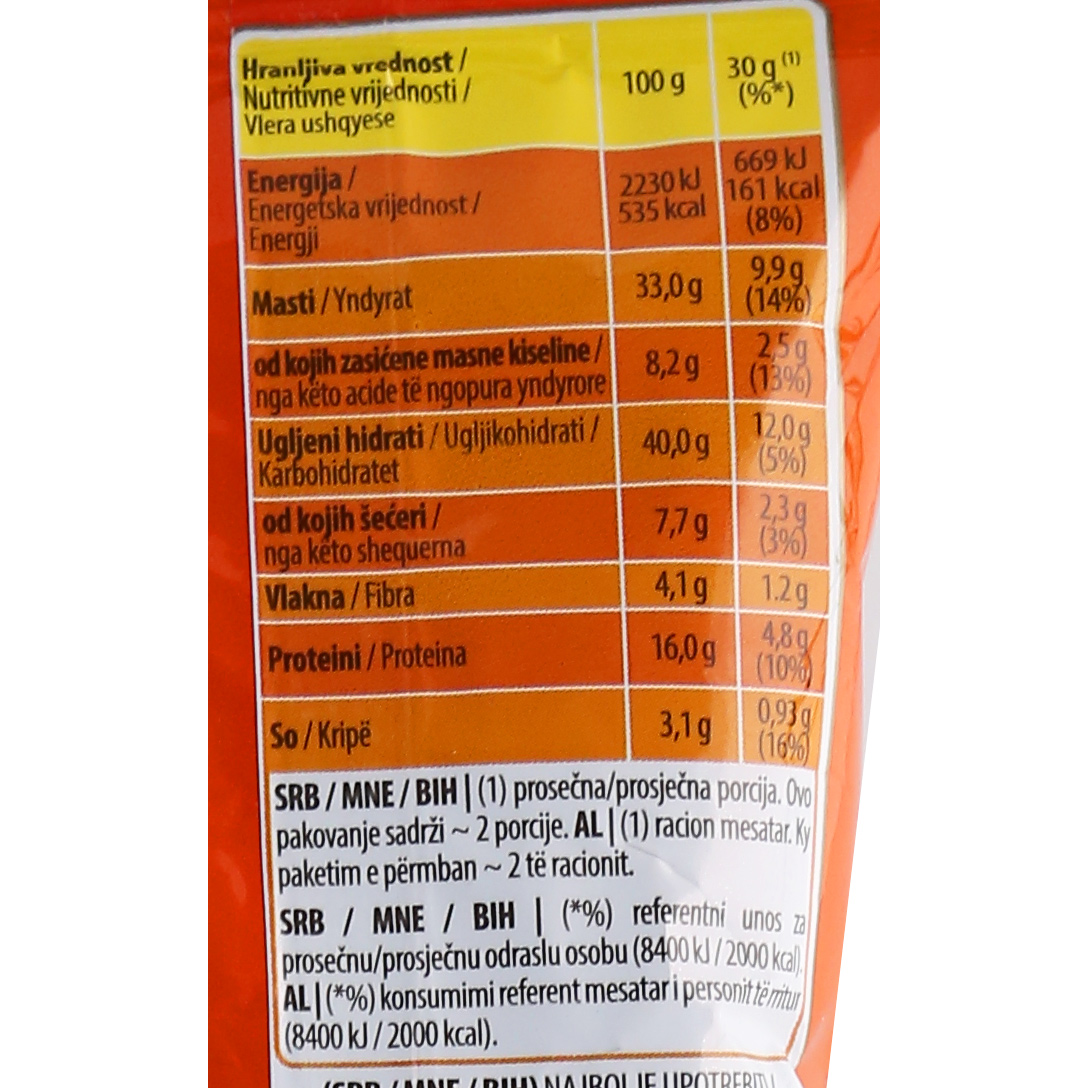 Hranljiva vrednost /
Nutritivne vrijednosti /
Vlera ushqyese
100 g
30 g (1)
(%*)
Energija /
Energetska vrijednost /
Energji
2230 kJ
535 kcal
669 kJ
161 kcal
(8%)
Masti / Yndyrat
33,0 g
9,9 g
(14%)
od kojih zasićene masne kiseline /
nga këto acide të ngopura yndyrore
8,2 g
2,5 g
(13%)
Ugljeni hidrati / Ugljikohidrati /
Karbohidratet
40,0 g
12,0 g
(5%)
od kojih šećeri /
nga këto shequerna
7,7 g
2,3 g
(3%)
Vlakna / Fibra
4,1 g
1.2 g
Proteini / Proteina
16,0 g
4,8 g
(10%)
So / Kripë
3,1 g
0,93 g
(16%)
SRB / MNE / BIH | (1) prosečna/prosječna porcija. Ovo
pakovanje sadrži ~ 2 porcije. AL | (1) racion mesatar. Ky
paketim e përmban ~ 2 të racionit.
SRB / MNE / BIH | (*%) referentni unos za
prosečnu/prosječnu odraslu osobu (8400 kJ / 2000 kcal).
AL | (*%) konsumimi referent mesatar i personit të rritur
(8400 kJ / 2000 kcal).
(SRB / MNE / BIH) NAJBOLJE UPOTREBITI